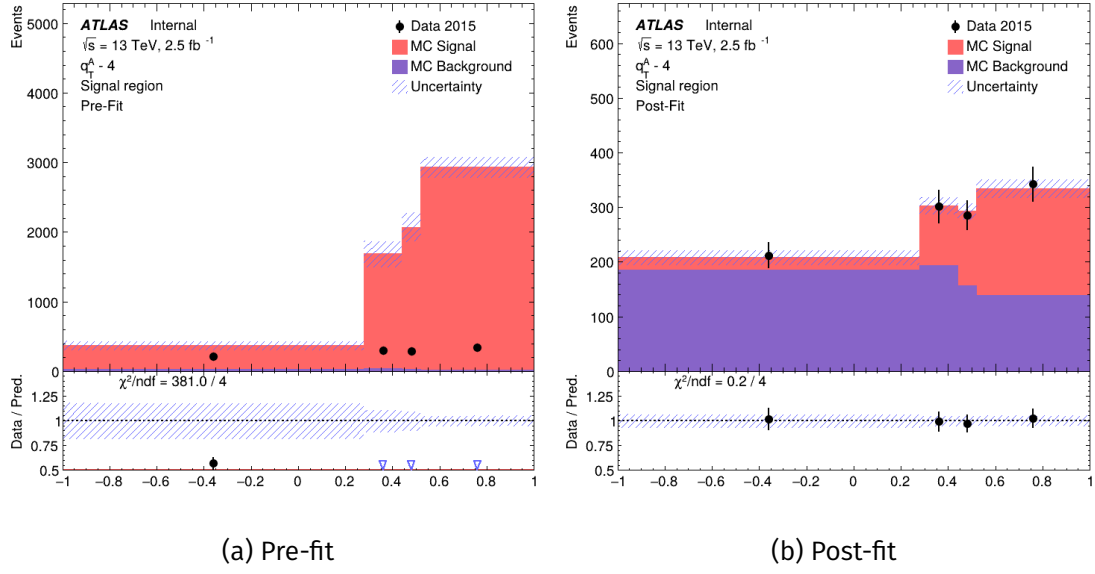 Events
5000
4000
3000
2000
1000
0
ATLAS Internal
√s = 13 TeV, 2.5 fb⁻¹
q_T^A - 4
Signal region
Pre-Fit
Data 2015
MC Signal
MC Background
Uncertainty
Data / Pred.
1.25
1
0.75
0.5
χ²/ndf = 381.0 / 4
−1 −0.8 −0.6 −0.4 −0.2 0 0.2 0.4 0.6 0.8 1
(a) Pre-fit
Events
600
500
400
300
200
100
0
ATLAS Internal
√s = 13 TeV, 2.5 fb⁻¹
q_T^A - 4
Signal region
Post-Fit
Data 2015
MC Signal
MC Background
Uncertainty
Data / Pred.
1.25
1
0.75
0.5
χ²/ndf = 0.2 / 4
−1 −0.8 −0.6 −0.4 −0.2 0 0.2 0.4 0.6 0.8 1
(b) Post-fit